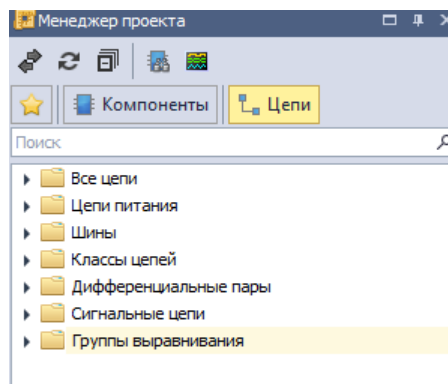 Менеджер проекта
Компоненты Цепи
Поиск
Все цепи
Цепи питания
Шины
Классы цепей
Дифференциальные пары
Сигнальные цепи
Группы выравнивания